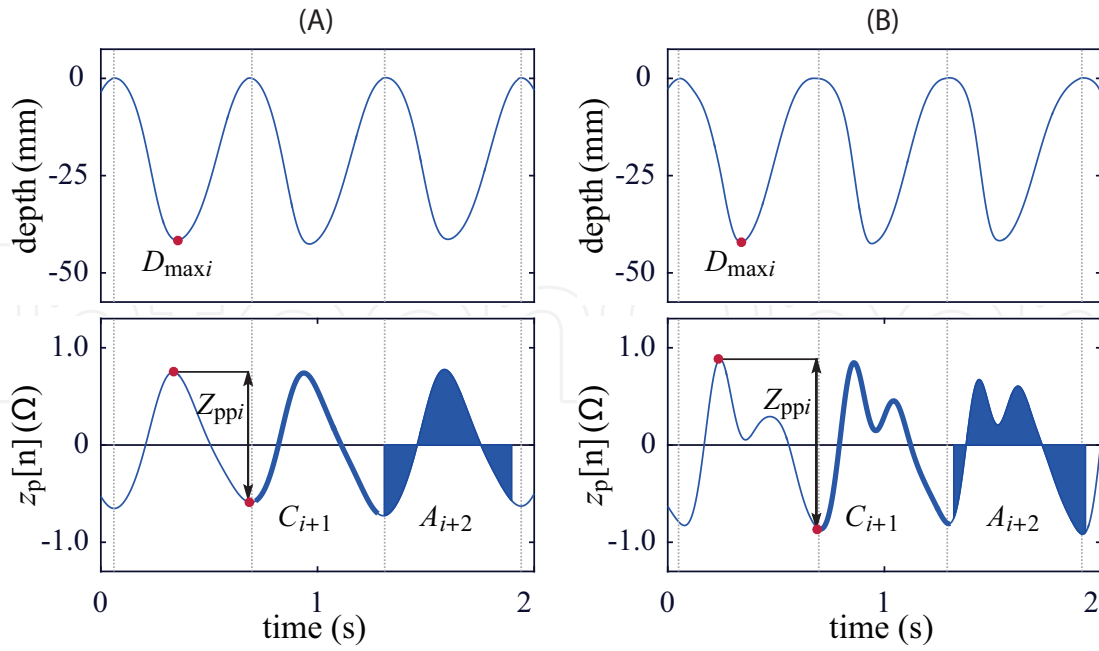 (A)
(B)
0
-25
-50
depth (mm)
D_maxi
0
-25
-50
depth (mm)
D_maxi
1.0
0
-1.0
z_p[n] (Ω)
Z_ppi
C_i+1
A_i+2
0
1
2
time (s)
1.0
0
-1.0
z_p[n] (Ω)
Z_ppi
C_i+1
A_i+2
0
1
2
time (s)